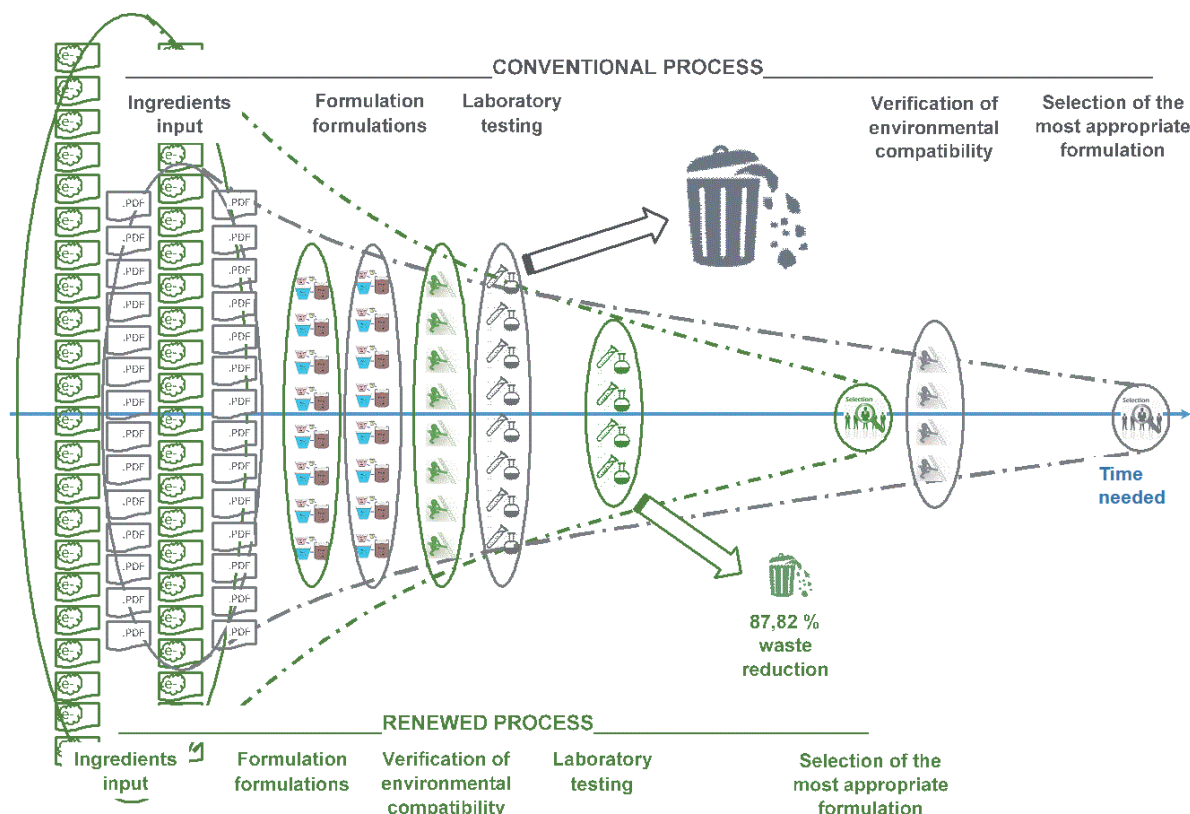 CONVENTIONAL PROCESS
Ingredients
input
Formulation
formulations
Laboratory
testing
Verification of
environmental
compatibility
Selection of the
most appropriate
formulation
e- e-
e- e-
e- e-
e- e-
e- .PDF e- .PDF
e- .PDF e- .PDF
e- .PDF e- .PDF
e- .PDF e- .PDF
e- .PDF e- .PDF
e- .PDF e- .PDF
e- .PDF e- .PDF
e- .PDF e- .PDF
e- .PDF e- .PDF
e- .PDF e- .PDF
e- .PDF e- .PDF
e- .PDF e- .PDF
e- .PDF e- .PDF
e- .PDF e- .PDF
e- e-
e- e-
e- e-
e-
Selection
Selection
Time
needed
87,82 %
waste
reduction
RENEWED PROCESS
Ingredients
input
Formulation
formulations
Verification of
environmental
compatibility
Laboratory
testing
Selection of the
most appropriate
formulation